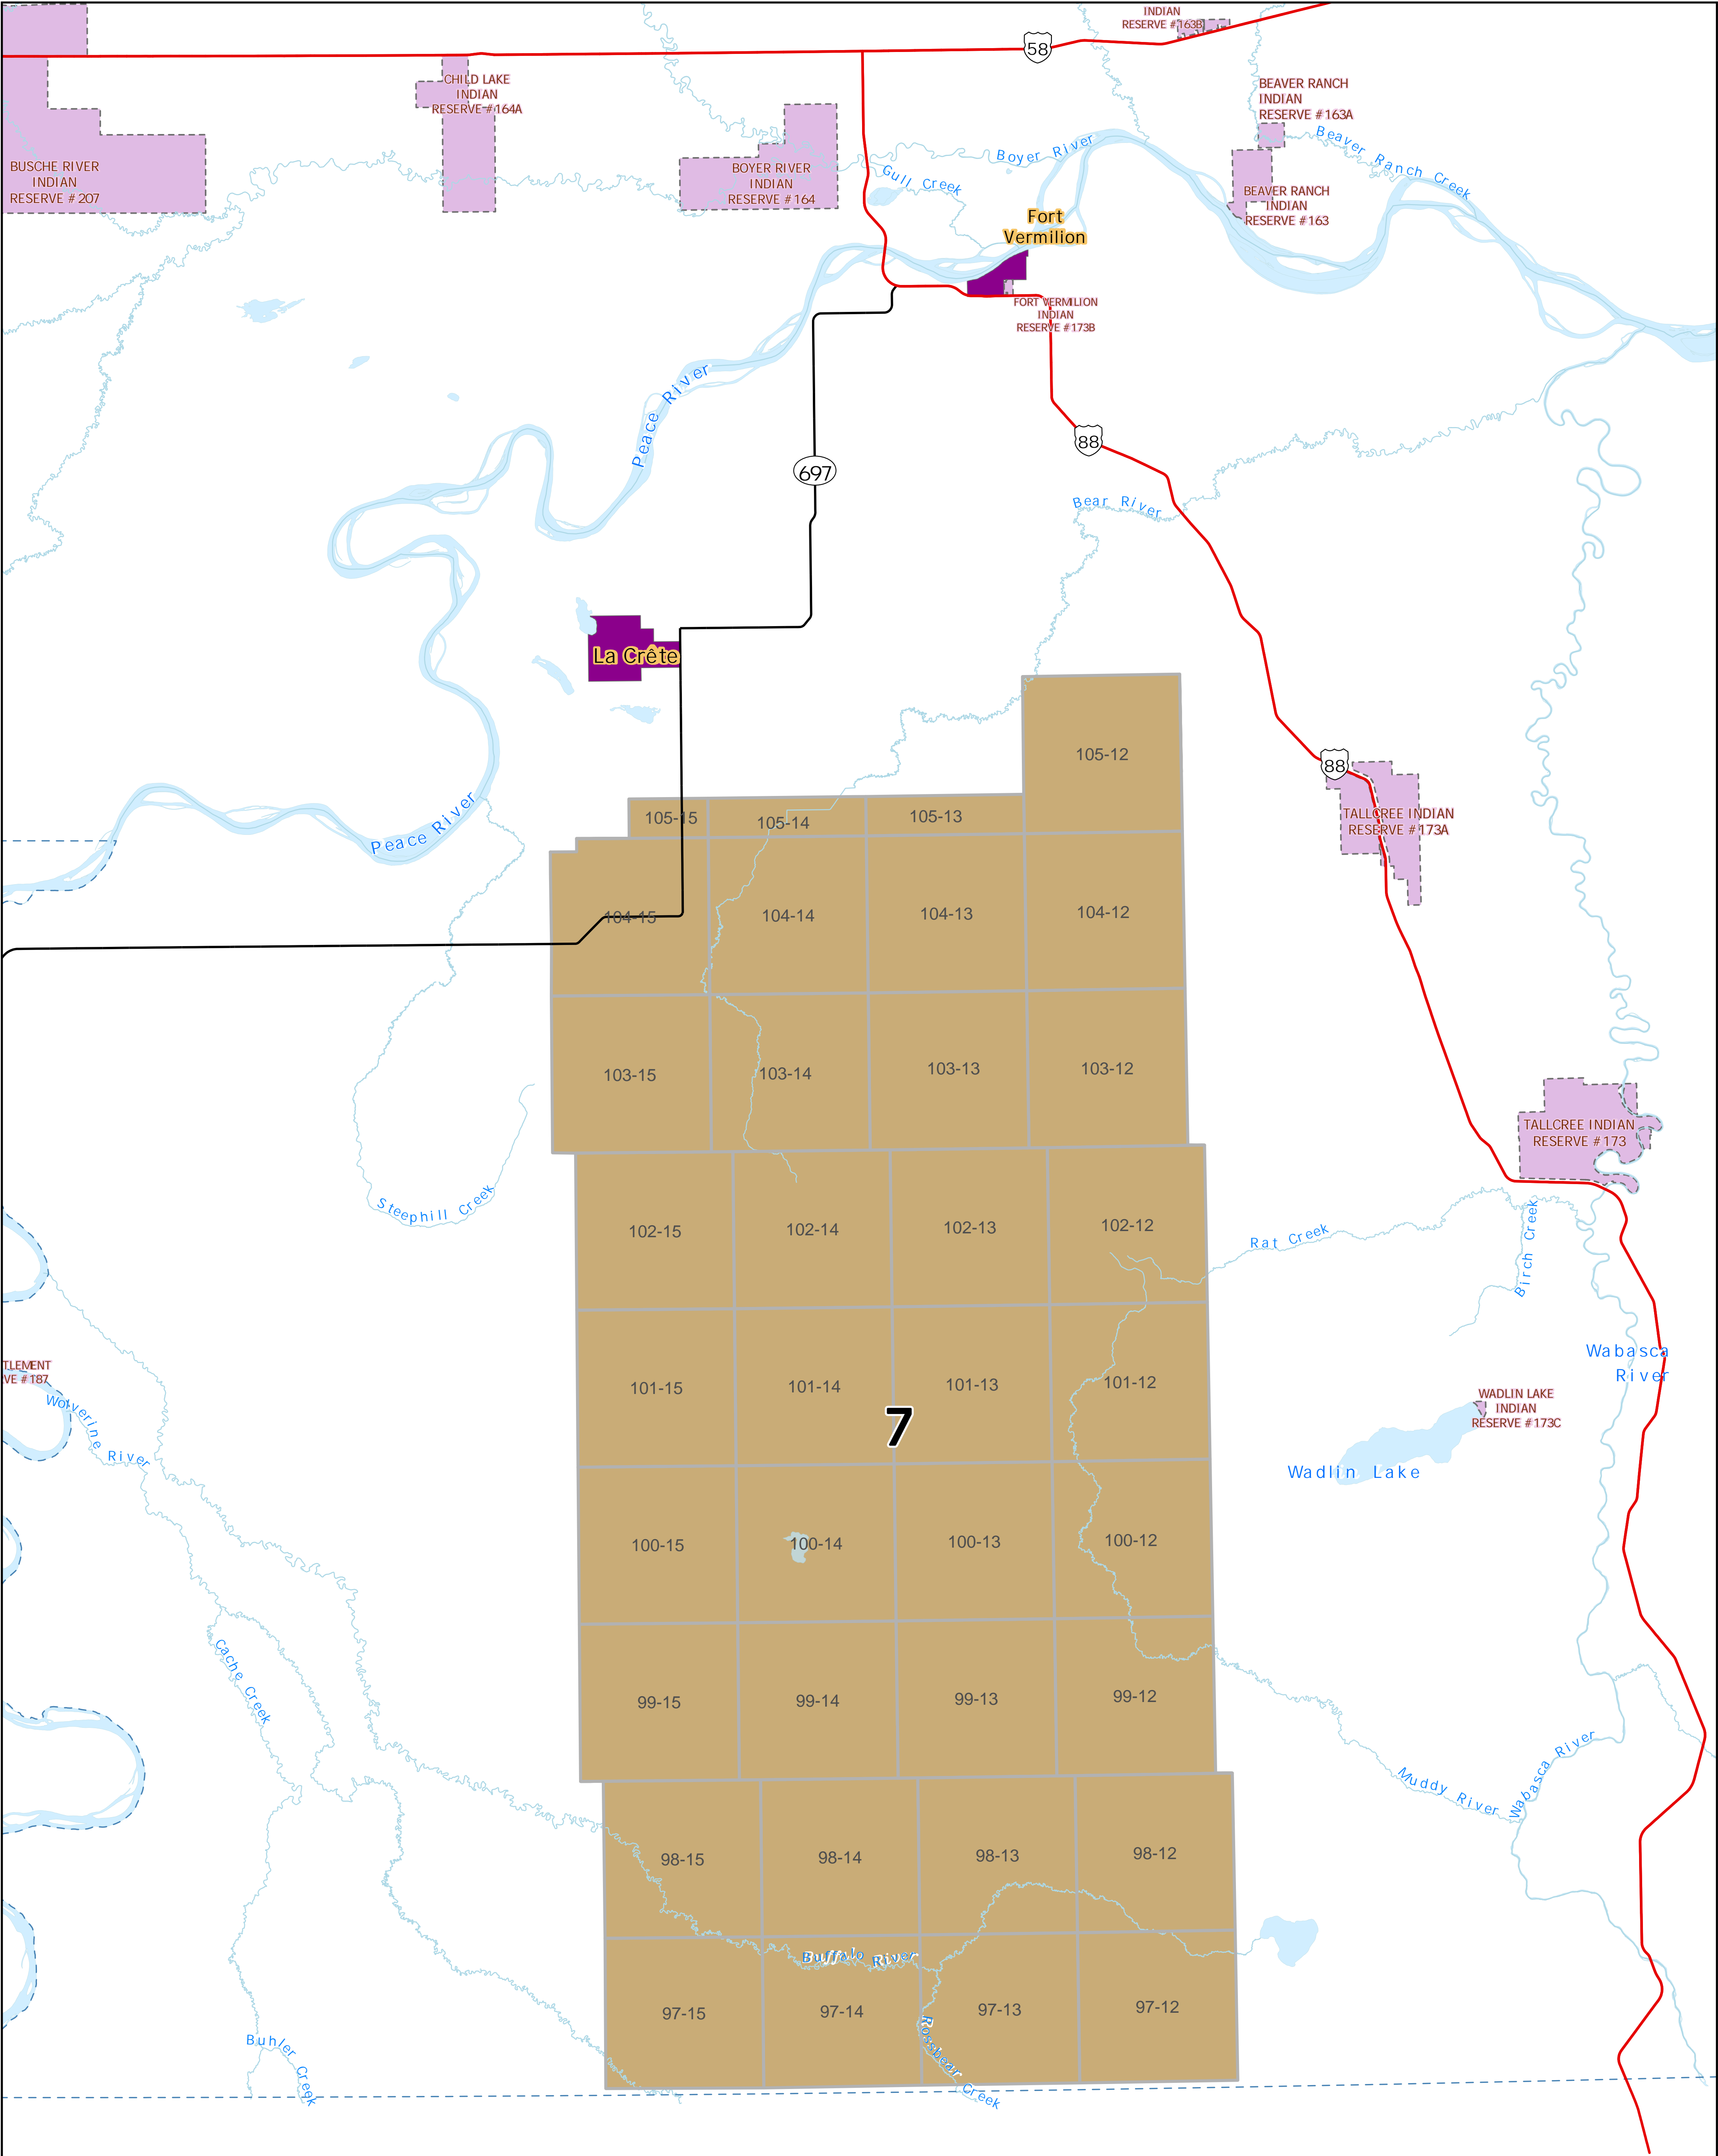 INDIAN
RESERVE #163B
58
CHILD LAKE
INDIAN
RESERVE #164A
BEAVER RANCH
INDIAN
RESERVE #163A
Beaver Ranch Creek
Boyer River
BUSCHE RIVER
INDIAN
RESERVE #207
BOYER RIVER
INDIAN
RESERVE #164
Gull Creek
BEAVER RANCH
INDIAN
RESERVE #163
Fort
Vermilion
FORT VERMILION
INDIAN
RESERVE #173B
Peace River
88
697
Bear River
La Crête
105-12
88
Peace River
105-15
105-14
105-13
TALLCREE INDIAN
RESERVE #173A
104-15
104-14
104-13
104-12
103-15
103-14
103-13
103-12
TALLCREE INDIAN
RESERVE #173
Steephill Creek
102-15
102-14
102-13
102-12
Rat Creek
Birch Creek
Wabasca
River
TLEMENT
VE #187
Wolverine River
101-15
101-14
101-13
101-12
7
WADLIN LAKE
INDIAN
RESERVE #173C
Wadlin Lake
100-15
100-14
100-13
100-12
Cache Creek
99-15
99-14
99-13
99-12
Muddy River
Wabasca River
98-15
98-14
98-13
98-12
Buffalo River
97-15
97-14
97-13
97-12
Rossbear Creek
Buhler Creek